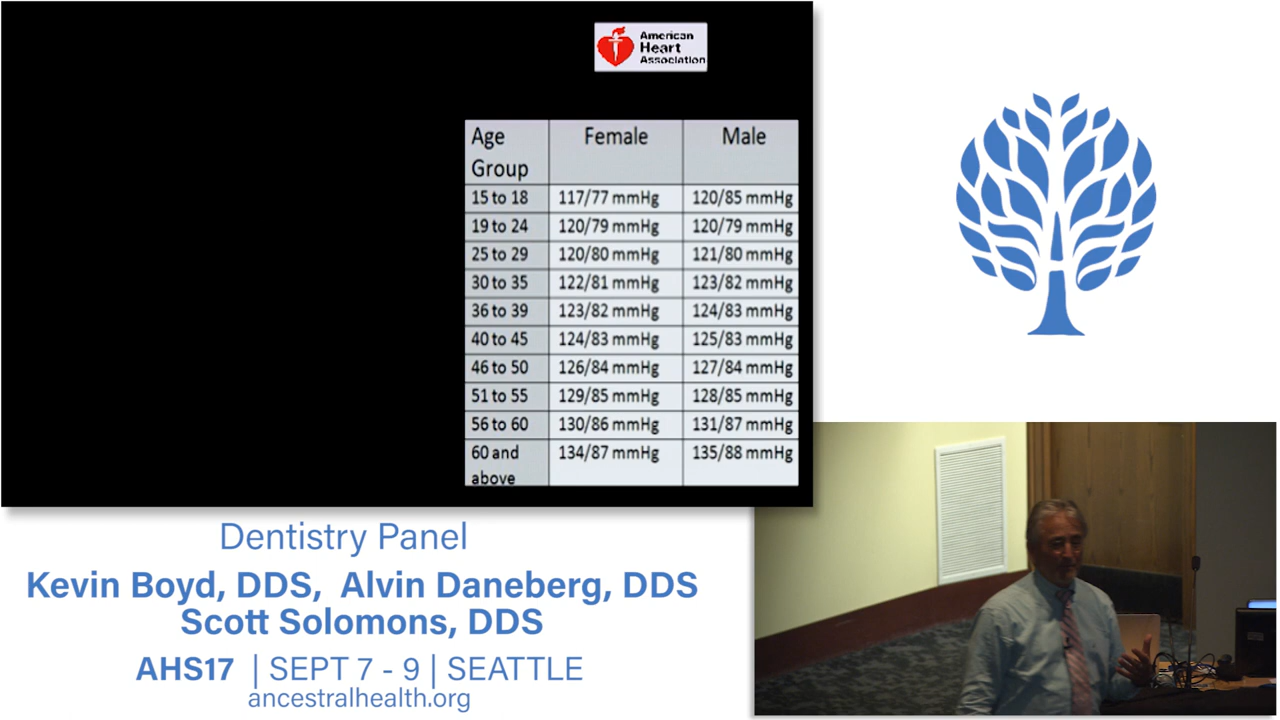 American
Heart
Association
Age Group Female Male
15 to 18 117/77 mmHg 120/85 mmHg
19 to 24 120/79 mmHg 120/79 mmHg
25 to 29 120/80 mmHg 121/80 mmHg
30 to 35 122/81 mmHg 123/82 mmHg
36 to 39 123/82 mmHg 124/83 mmHg
40 to 45 124/83 mmHg 125/83 mmHg
46 to 50 126/84 mmHg 127/84 mmHg
51 to 55 129/85 mmHg 128/85 mmHg
56 to 60 130/86 mmHg 131/87 mmHg
60 and above 134/87 mmHg 135/88 mmHg
Dentistry Panel
Kevin Boyd, DDS, Alvin Daneberg, DDS
Scott Solomons, DDS
AHS17 | SEPT 7 - 9 | SEATTLE
ancestralhealth.org